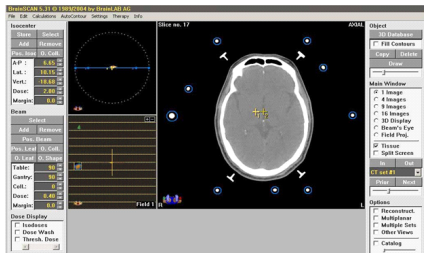 BrainSCAN 5.31 © 1989/2004 by BrainLAB AG
File Edit Calculations AutoContour Settings Therapy Info
Isocenter
Store Select
Add Remove
Pos. Isoc O. Coll.
A-P : 6.65
Lat. : -10.15
Vert.: -18.60
Dose: 2.00
Margin: 0.0
Beam
Select
Add Remove
Pos. Beam
Pos. Leaf O. Coll.
O. Leaf O. Shape
Table: 90
Gantry: 90
Coll.: 0
Dose: 0.40
Margin: 0.0
Dose Display
Isodoses
Dose Wash
Thresh. Dose
Field 1
Slice no. 17
AXIAL
R
L
Object
3D Database
Fill Contours
Copy Delete
Draw
Main Window
1 Image
4 Images
9 Images
16 Images
3D Display
Beam's Eye
Field Proj.
Tissue
Split Screen
In Out
CT set #1
Prior Next
Options
Reconstruct.
Multiplanar
Multiple Sets
Other Views
Catalog